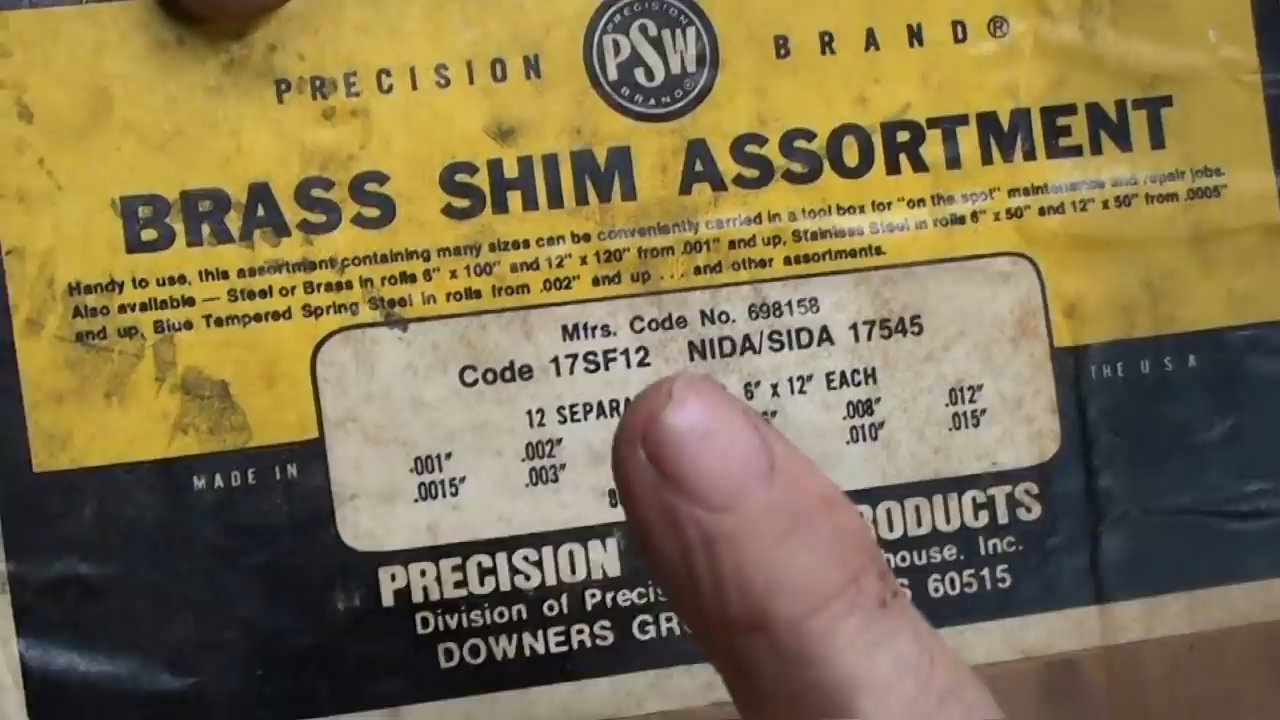 PRECISION BRAND®
PRECISION
PSW
BRAND®
BRASS SHIM ASSORTMENT
Handy to use, this assortment containing many sizes can be conveniently carried in a tool box for "on the spot" maintenance and repair jobs.
Also available — Steel or Brass in rolls 6" x 100" and 12" x 120" from .001" and up, Stainless Steel in rolls 6" x 50" and 12" x 50" from .0005"
and up, Blue Tempered Spring Steel in rolls from .002" and up ... and other assortments.
Mfrs. Code No. 698158
Code 17SF12 NIDA/SIDA 17545
12 6" x 12" EACH
.001" .002" .008" .012"
.0015" .003" .010" .015"
MADE IN THE USA
PRECISION
Division of
DOWNERS 60515
Inc.